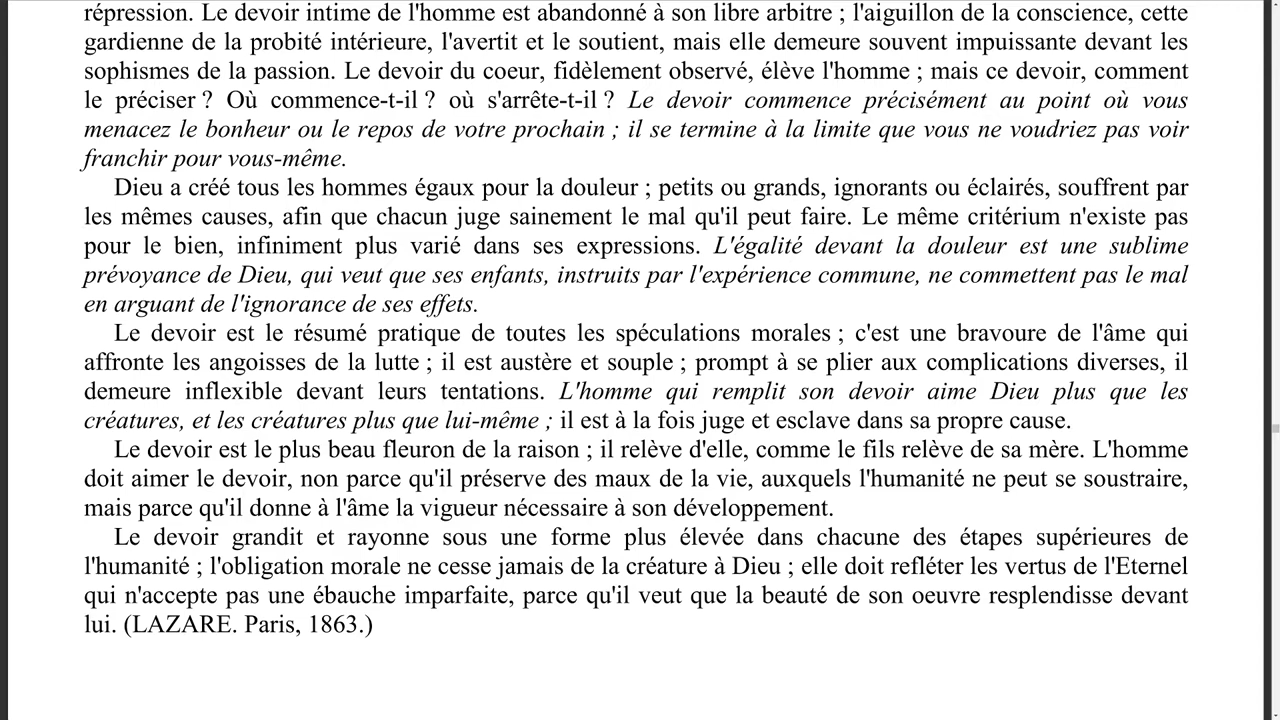 répression. Le devoir intime de l'homme est abandonné à son libre arbitre ; l'aiguillon de la conscience, cette
gardienne de la probité intérieure, l'avertit et le soutient, mais elle demeure souvent impuissante devant les
sophismes de la passion. Le devoir du coeur, fidèlement observé, élève l'homme ; mais ce devoir, comment
le préciser ? Où commence-t-il ? où s'arrête-t-il ? Le devoir commence précisément au point où vous
menacez le bonheur ou le repos de votre prochain ; il se termine à la limite que vous ne voudriez pas voir
franchir pour vous-même.
Dieu a créé tous les hommes égaux pour la douleur ; petits ou grands, ignorants ou éclairés, souffrent par
les mêmes causes, afin que chacun juge sainement le mal qu'il peut faire. Le même critérium n'existe pas
pour le bien, infiniment plus varié dans ses expressions. L'égalité devant la douleur est une sublime
prévoyance de Dieu, qui veut que ses enfants, instruits par l'expérience commune, ne commettent pas le mal
en arguant de l'ignorance de ses effets.
Le devoir est le résumé pratique de toutes les spéculations morales ; c'est une bravoure de l'âme qui
affronte les angoisses de la lutte ; il est austère et souple ; prompt à se plier aux complications diverses, il
demeure inflexible devant leurs tentations. L'homme qui remplit son devoir aime Dieu plus que les
créatures, et les créatures plus que lui-même ; il est à la fois juge et esclave dans sa propre cause.
Le devoir est le plus beau fleuron de la raison ; il relève d'elle, comme le fils relève de sa mère. L'homme
doit aimer le devoir, non parce qu'il préserve des maux de la vie, auxquels l'humanité ne peut se soustraire,
mais parce qu'il donne à l'âme la vigueur nécessaire à son développement.
Le devoir grandit et rayonne sous une forme plus élevée dans chacune des étapes supérieures de
l'humanité ; l'obligation morale ne cesse jamais de la créature à Dieu ; elle doit refléter les vertus de l'Eternel
qui n'accepte pas une ébauche imparfaite, parce qu'il veut que la beauté de son oeuvre resplendisse devant
lui. (LAZARE. Paris, 1863.)